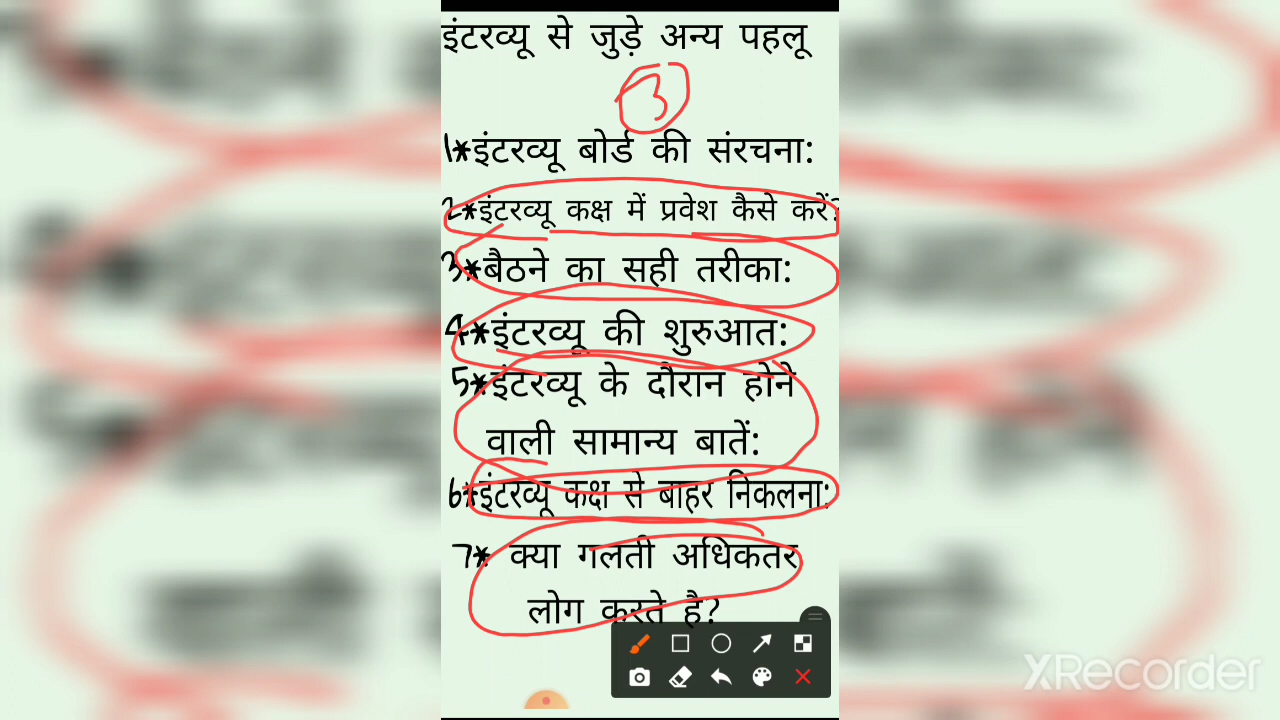 इंटरव्यू से जुड़े अन्य पहलू
3
1*इंटरव्यू बोर्ड की संरचना:
2*इंटरव्यू कक्ष में प्रवेश कैसे करें?
3*बैठने का सही तरीका:
4*इंटरव्यू की शुरुआत:
5*इंटरव्यू के दौरान होने
वाली सामान्य बातें:
6*इंटरव्यू कक्ष से बाहर निकलना:
7* क्या गलती अधिकतर
लोग करते है?
XRecorder